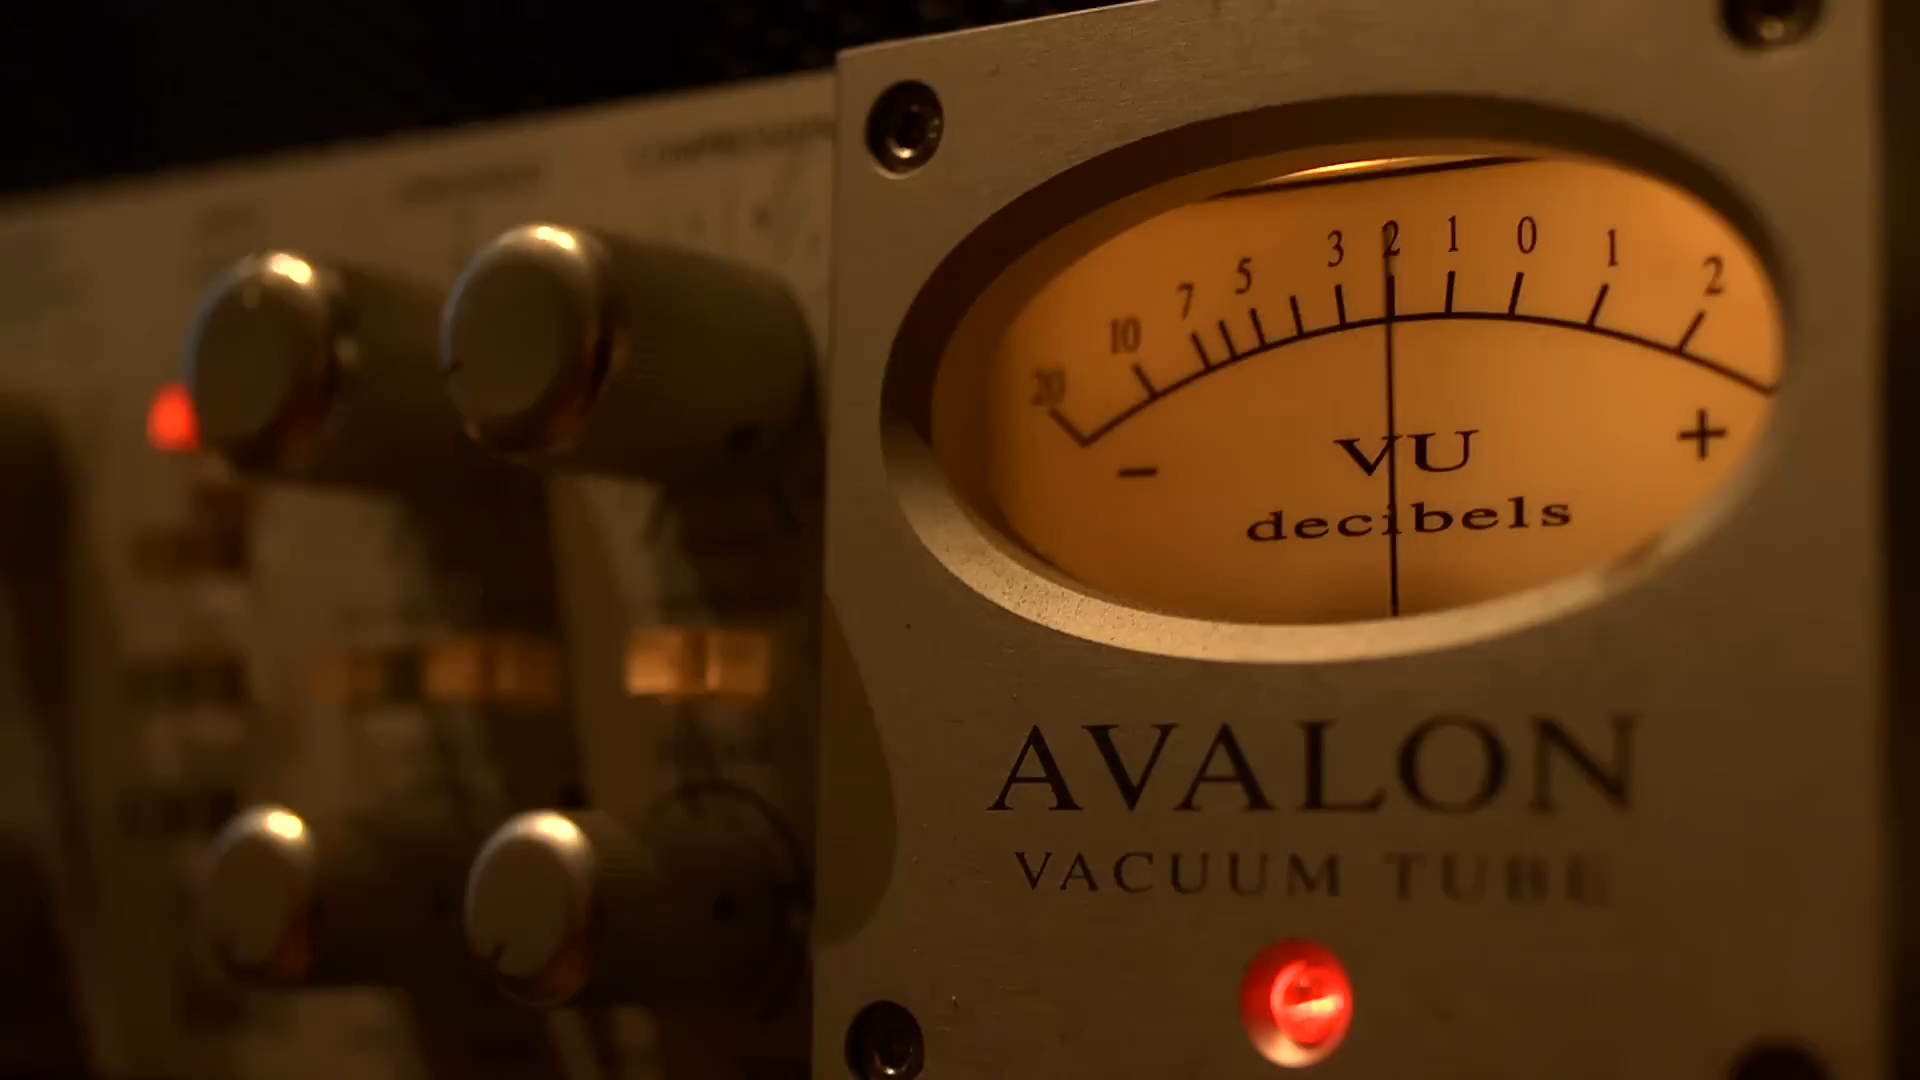 20 10 7 5 3 2 1 0 1 2
- +
VU
decibels
AVALON
VACUUM TUBE